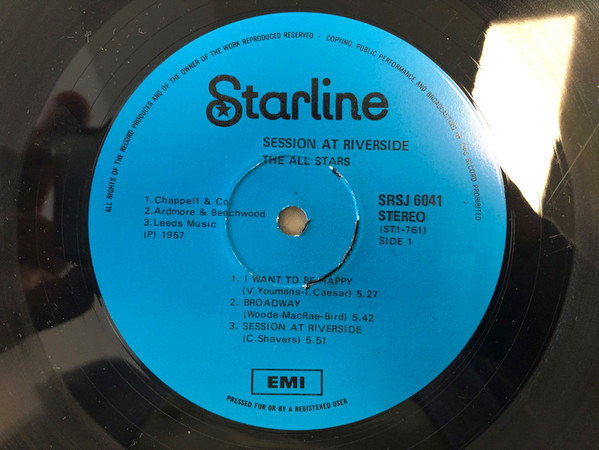 ALL RIGHTS OF THE RECORD PRODUCER AND OF THE OWNER OF THE WORK REPRODUCED RESERVED • COPYING, PUBLIC PERFORMANCE AND BROADCASTING OF THIS RECORD PROHIBITED
Starline
SESSION AT RIVERSIDE
THE ALL STARS
1. Chappell & Co.
2. Ardmore & Beechwood
3. Leeds Music
(P) 1957
SRSJ 6041
STEREO
(ST1-761)
SIDE 1
1. I WANT TO BE HAPPY
(V. Youmans-I. Caesar) 5.27
2. BROADWAY
(Woode-MacRae-Bird) 5.42
3. SESSION AT RIVERSIDE
(C. Shavers) 5.51
EMI
PRESSED FOR OR BY A REGISTERED USER